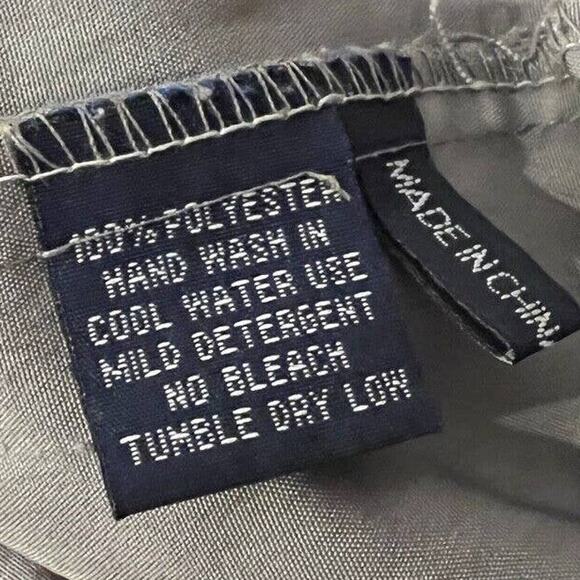 100% POLYESTER
HAND WASH IN
COOL WATER USE
MILD DETERGENT
NO BLEACH
TUMBLE DRY LOW
MADE IN CHINA